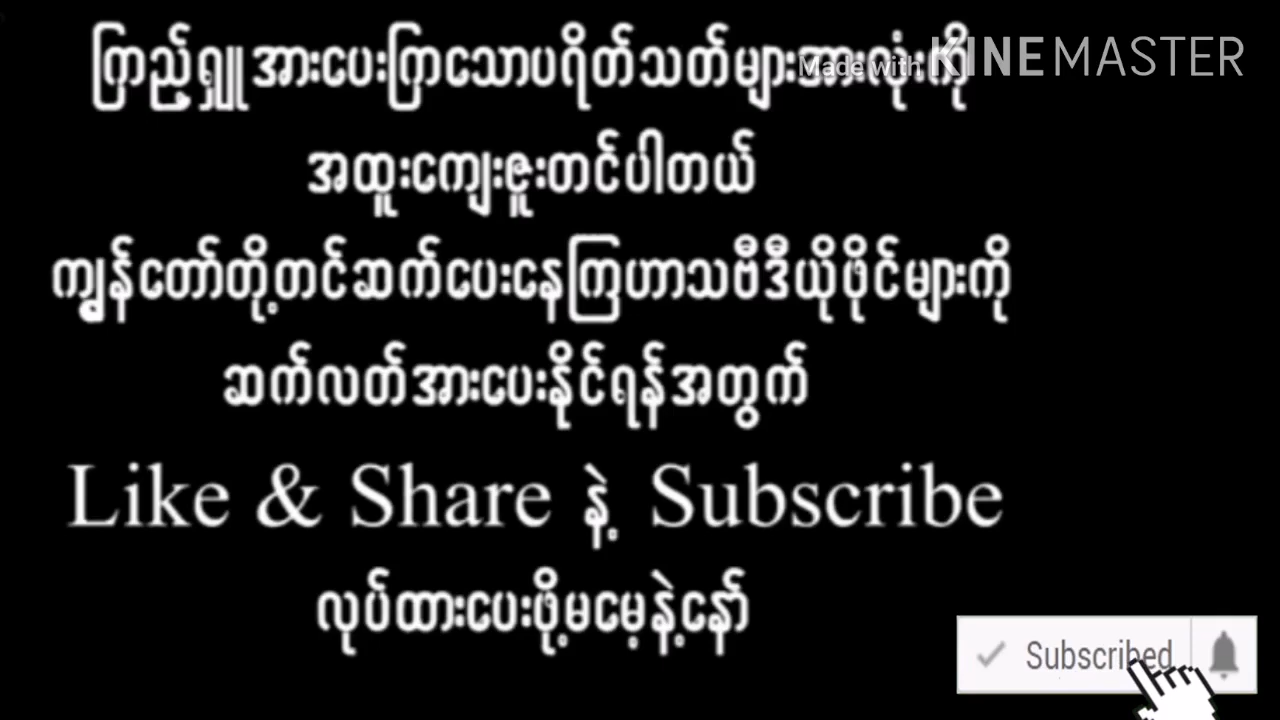 ကြည့်ရှူအားပေးကြသောပရိတ်သတ်များအားလုံးကို
Made with KINEMASTER
အထူးကျေးဇူးတင်ပါတယ်
ကျွန်တော်တို့တင်ဆက်ပေးနေကြဟာသဗီဒီယိုဖိုင်များကို
ဆက်လတ်အားပေးနိုင်ရန်အတွက်
Like & Share နဲ့ Subscribe
လုပ်ထားပေးဖို့မမေ့နဲ့နော်
Subscribed